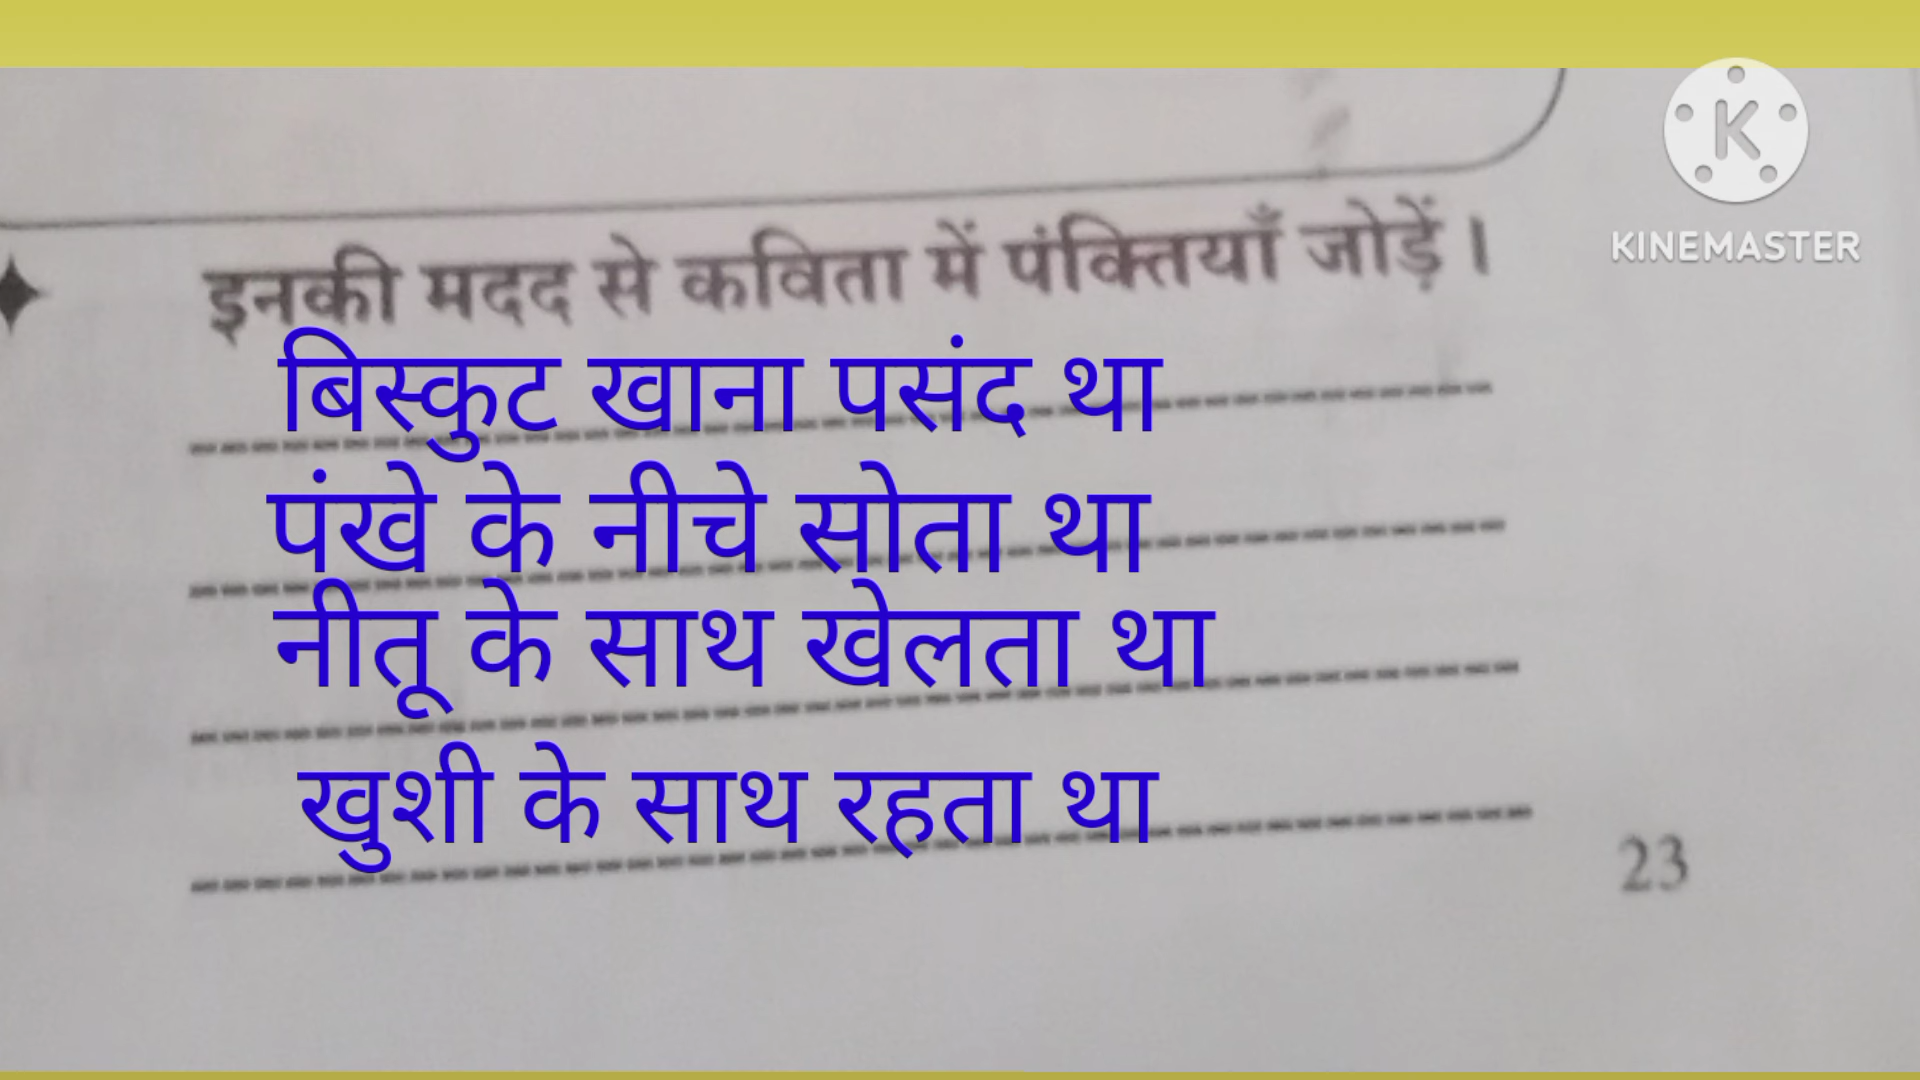 इनकी मदद से कविता में पंक्तियाँ जोड़ें।
बिस्कुट खाना पसंद था
पंखे के नीचे सोता था
नीतू के साथ खेलता था
खुशी के साथ रहता था
23
K
KINEMASTER